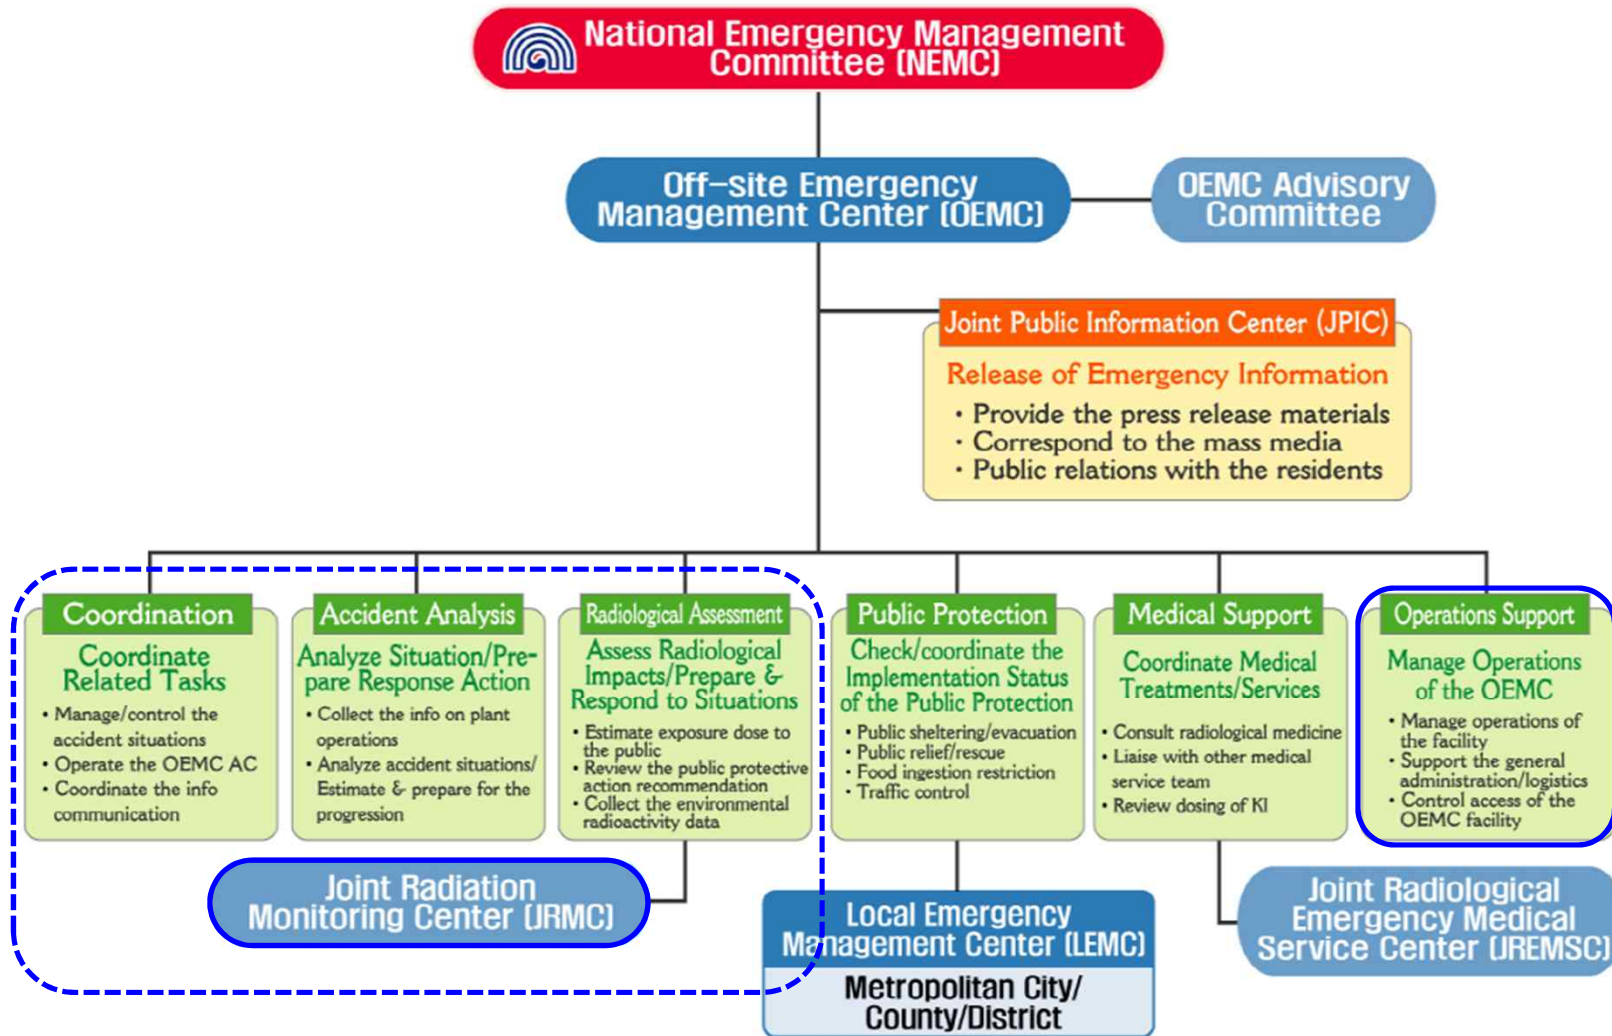 National Emergency Management
Committee (NEMC)
Off-site Emergency
Management Center (OEMC)
OEMC Advisory
Committee
Joint Public Information Center (JPIC)
Release of Emergency Information
· Provide the press release materials
· Correspond to the mass media
· Public relations with the residents
Coordination
Coordinate
Related Tasks
• Manage/control the
accident situations
• Operate the OEMC AC
• Coordinate the info
communication
Accident Analysis
Analyze Situation/Pre-
pare Response Action
• Collect the info on plant
operations
• Analyze accident situations/
Estimate & prepare for the
progression
Radiological Assessment
Assess Radiological
Impacts/Prepare &
Respond to Situations
• Estimate exposure dose to
the public
• Review the public protective
action recommendation
• Collect the environmental
radioactivity data
Public Protection
Check/coordinate the
Implementation Status
of the Public Protection
• Public sheltering/evacuation
• Public relief/rescue
• Food ingestion restriction
• Traffic control
Medical Support
Coordinate Medical
Treatments/Services
• Consult radiological medicine
• Liaise with other medical
service team
• Review dosing of KI
Operations Support
Manage Operations
of the OEMC
• Manage operations of
the facility
• Support the general
administration/logistics
• Control access of the
OEMC facility
Joint Radiation
Monitoring Center (JRMC)
Local Emergency
Management Center (LEMC)
Metropolitan City/
County/District
Joint Radiological
Emergency Medical
Service Center (JREMSC)